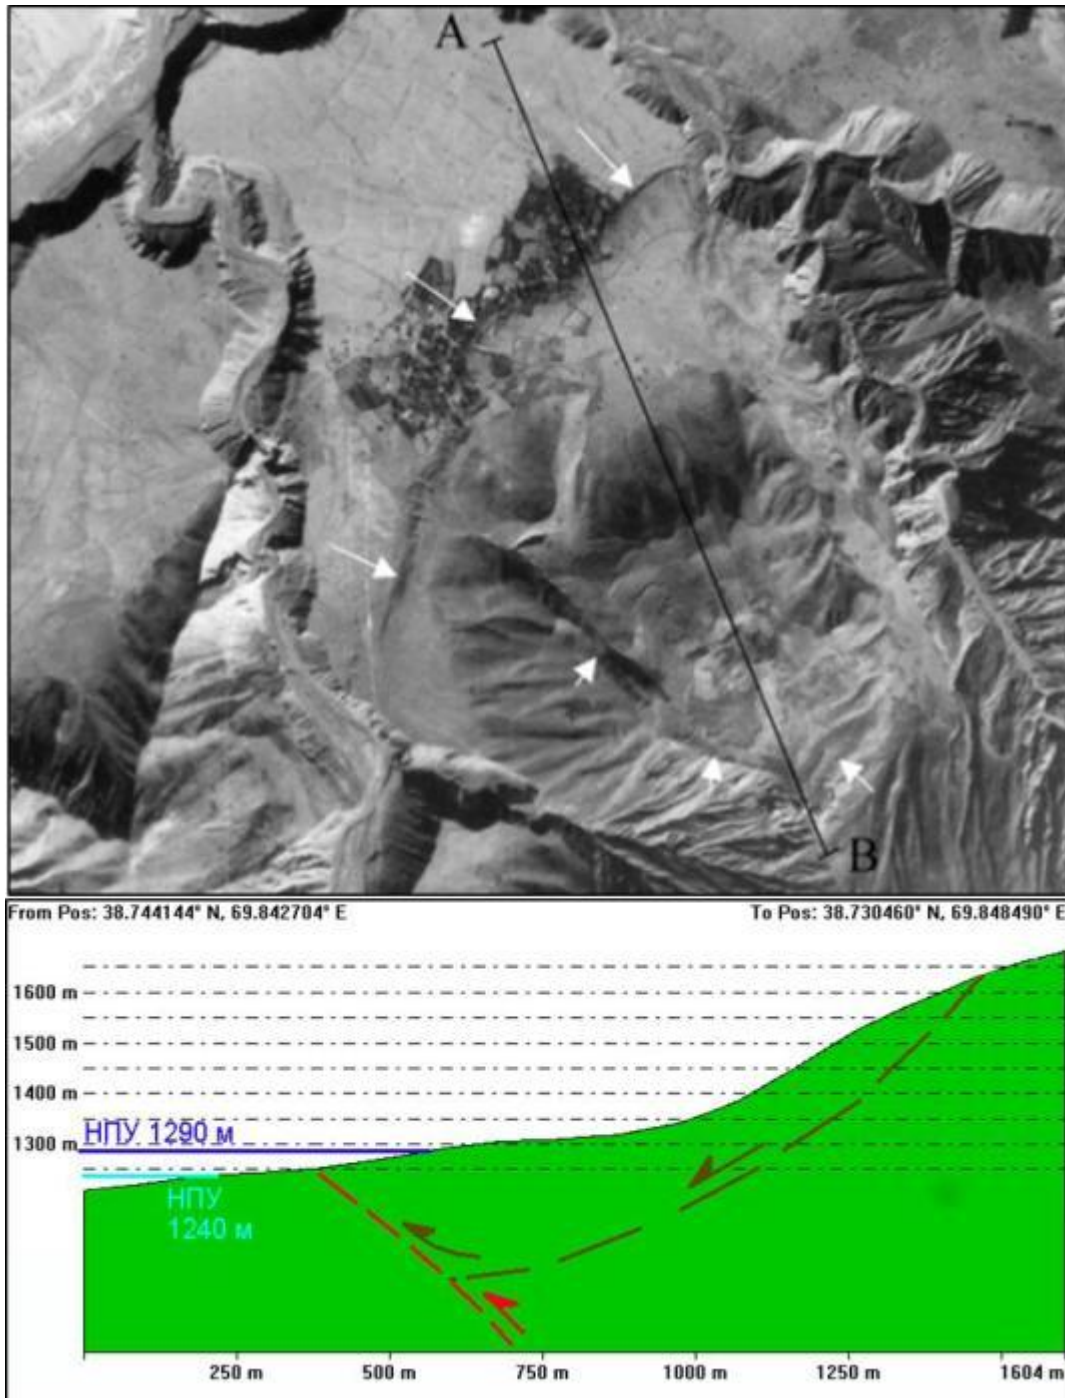 A
B
From Pos: 38.744144° N, 69.842704° E
To Pos: 38.730460° N, 69.848490° E
1600 m
1500 m
1400 m
НПУ 1290 м
1300 m
НПУ
1240 м
250 m
500 m
750 m
1000 m
1250 m
1604 m